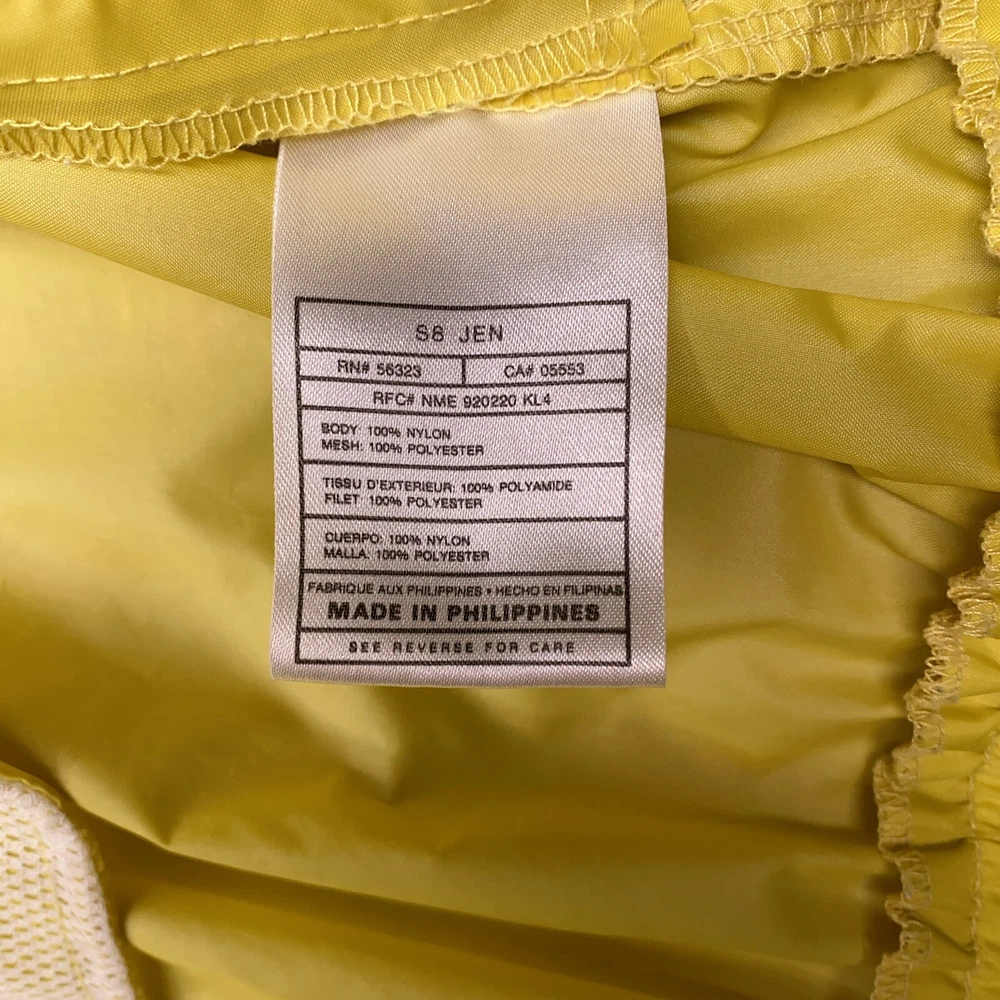 S8 JEN
RN# 56323 CA# 05553
RFC# NME 920220 KL4
BODY: 100% NYLON
MESH: 100% POLYESTER
TISSU D'EXTERIEUR: 100% POLYAMIDE
FILET: 100% POLYESTER
CUERPO: 100% NYLON
MALLA: 100% POLYESTER
FABRIQUE AUX PHILIPPINES • HECHO EN FILIPINAS
MADE IN PHILIPPINES
SEE REVERSE FOR CARE